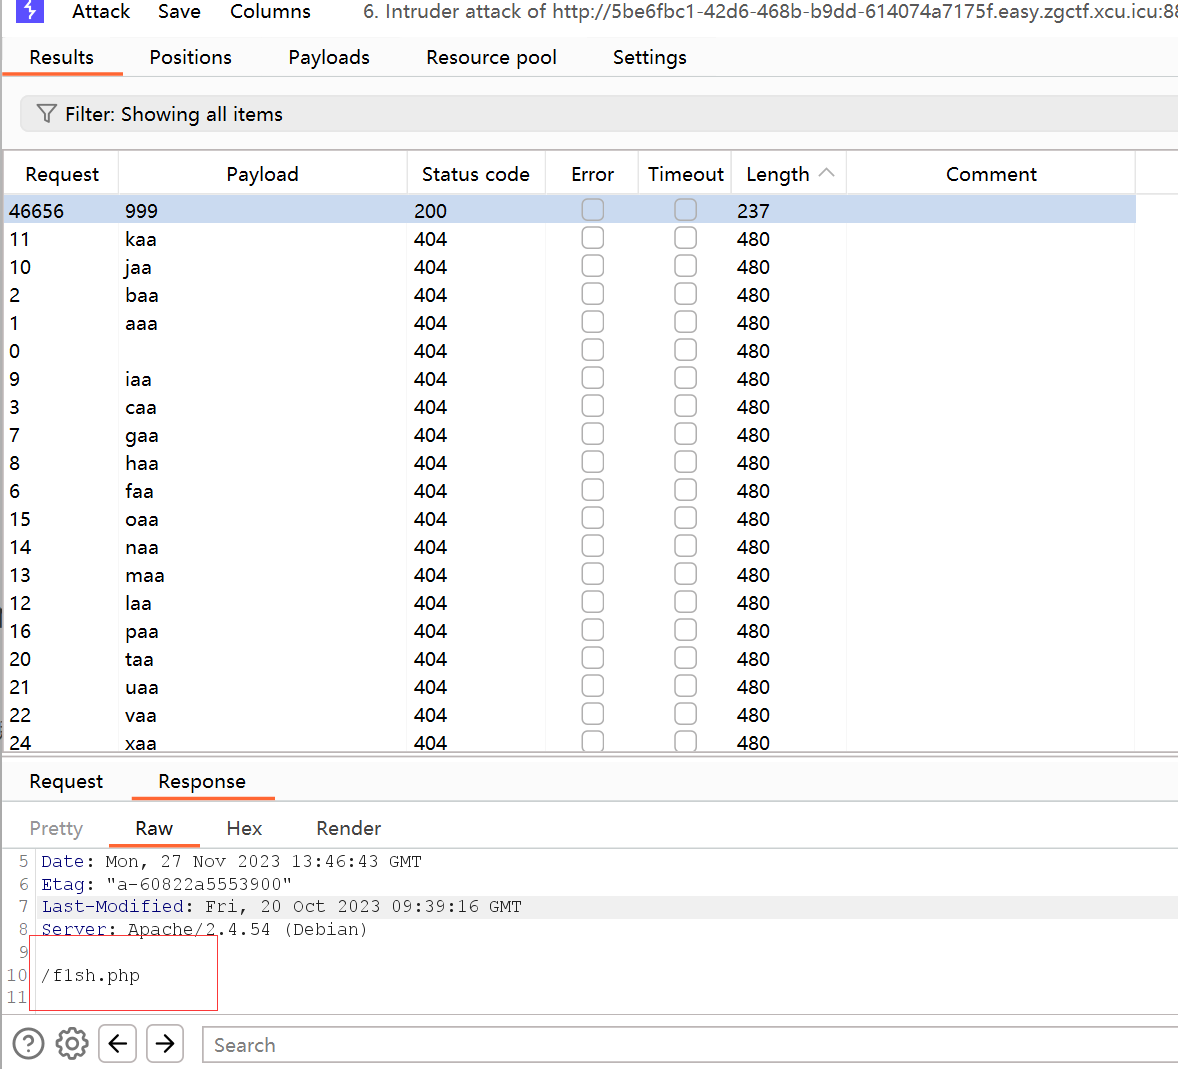 Attack Save Columns 6. Intruder attack of http://5be6fbc1-42d6-468b-b9dd-614074a7175f.easy.zgctf.xcu.icu:88
Results Positions Payloads Resource pool Settings
Filter: Showing all items
Request Payload Status code Error Timeout Length Comment
46656 999 200 237
11 kaa 404 480
10 jaa 404 480
2 baa 404 480
1 aaa 404 480
0 404 480
9 iaa 404 480
3 caa 404 480
7 gaa 404 480
8 haa 404 480
6 faa 404 480
15 oaa 404 480
14 naa 404 480
13 maa 404 480
12 laa 404 480
16 paa 404 480
20 taa 404 480
21 uaa 404 480
22 vaa 404 480
24 xaa 404 480
Request Response
Pretty Raw Hex Render
5 Date: Mon, 27 Nov 2023 13:46:43 GMT
6 Etag: "a-60822a5553900"
7 Last-Modified: Fri, 20 Oct 2023 09:39:16 GMT
8 Server: Apache/2.4.54 (Debian)
9
10 /f1sh.php
11
Search